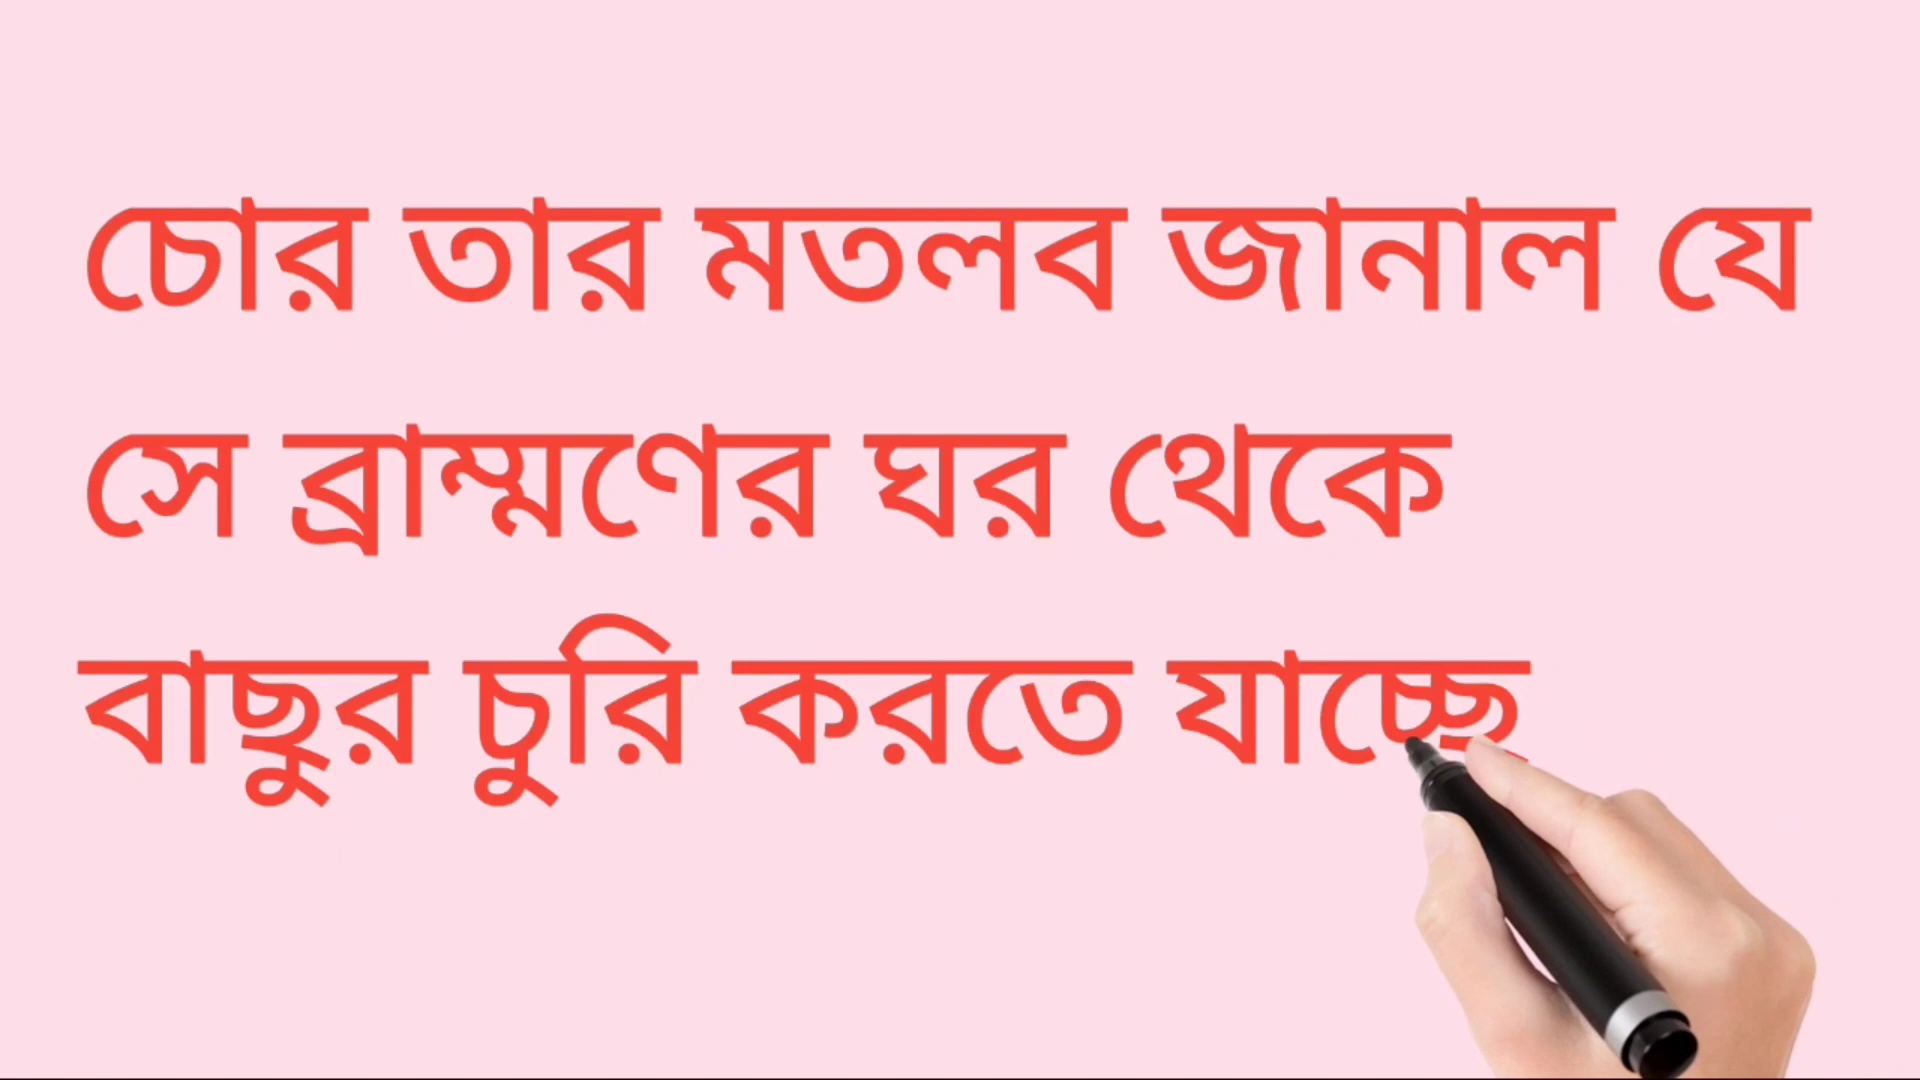 চোর তার মতলব জানাল যে
সে ব্রাম্মণের ঘর থেকে
বাছুর চুরি করতে যাচ্ছে